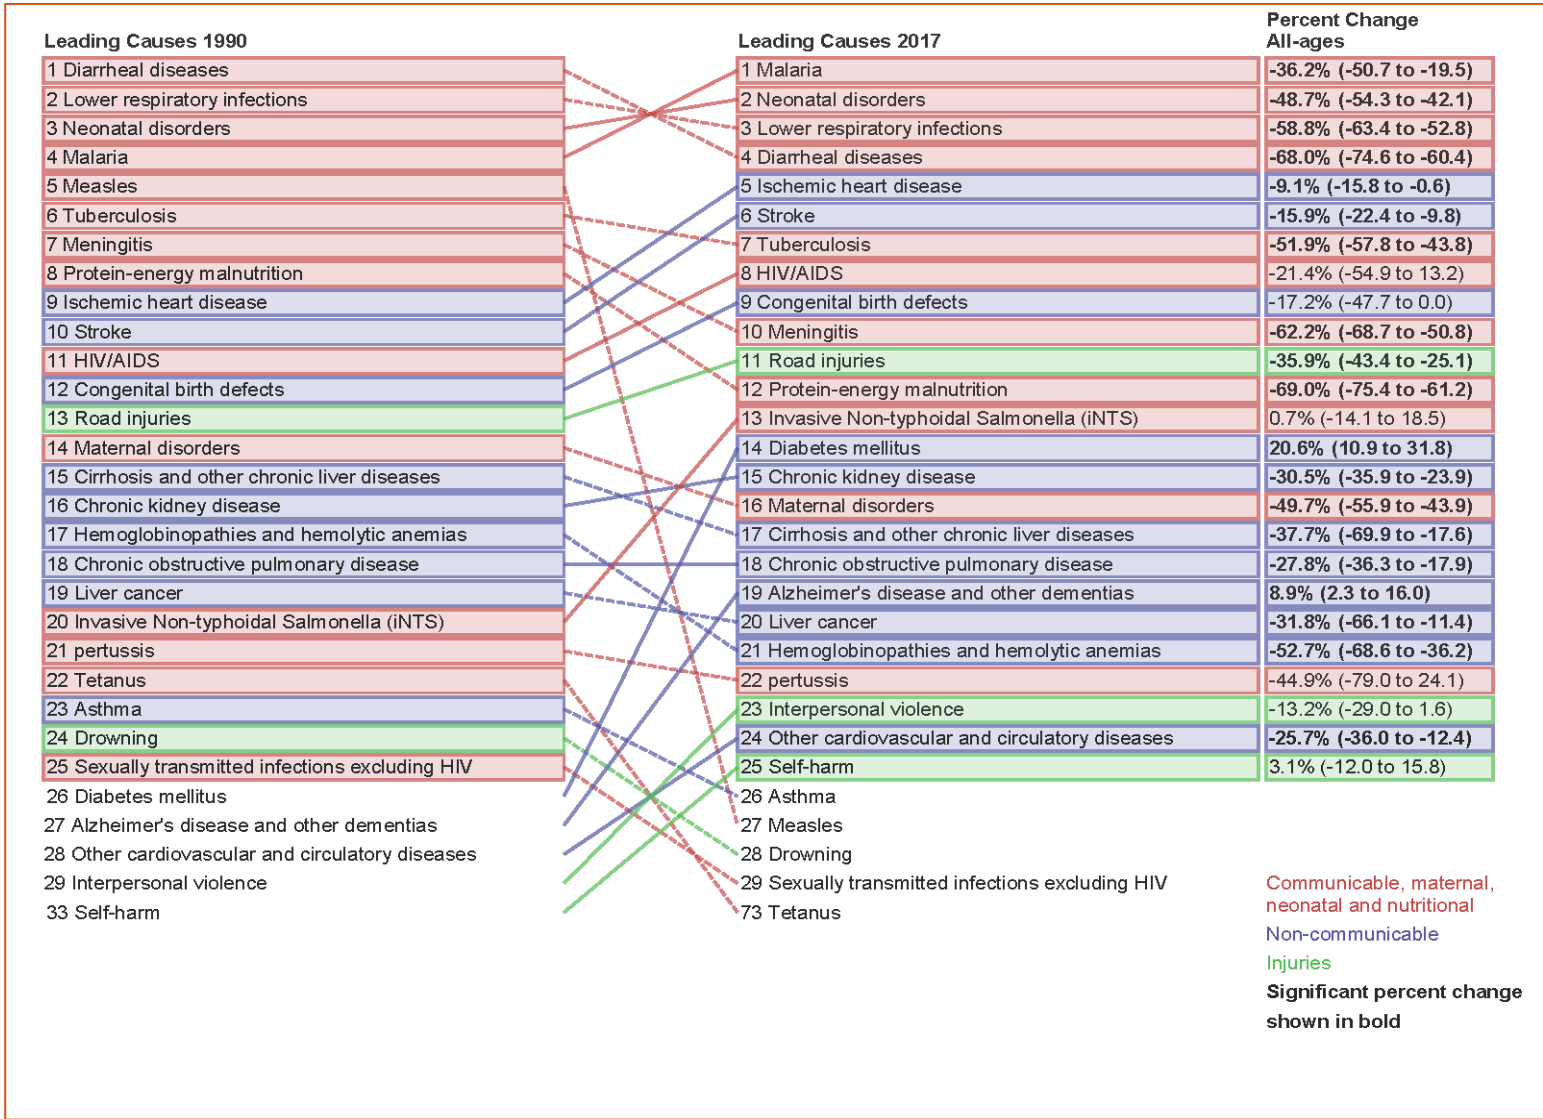 Leading Causes 1990
1 Diarrheal diseases
2 Lower respiratory infections
3 Neonatal disorders
4 Malaria
5 Measles
6 Tuberculosis
7 Meningitis
8 Protein-energy malnutrition
9 Ischemic heart disease
10 Stroke
11 HIV/AIDS
12 Congenital birth defects
13 Road injuries
14 Maternal disorders
15 Cirrhosis and other chronic liver diseases
16 Chronic kidney disease
17 Hemoglobinopathies and hemolytic anemias
18 Chronic obstructive pulmonary disease
19 Liver cancer
20 Invasive Non-typhoidal Salmonella (iNTS)
21 pertussis
22 Tetanus
23 Asthma
24 Drowning
25 Sexually transmitted infections excluding HIV
26 Diabetes mellitus
27 Alzheimer's disease and other dementias
28 Other cardiovascular and circulatory diseases
29 Interpersonal violence
33 Self-harm
Leading Causes 2017
1 Malaria
2 Neonatal disorders
3 Lower respiratory infections
4 Diarrheal diseases
5 Ischemic heart disease
6 Stroke
7 Tuberculosis
8 HIV/AIDS
9 Congenital birth defects
10 Meningitis
11 Road injuries
12 Protein-energy malnutrition
13 Invasive Non-typhoidal Salmonella (iNTS)
14 Diabetes mellitus
15 Chronic kidney disease
16 Maternal disorders
17 Cirrhosis and other chronic liver diseases
18 Chronic obstructive pulmonary disease
19 Alzheimer's disease and other dementias
20 Liver cancer
21 Hemoglobinopathies and hemolytic anemias
22 pertussis
23 Interpersonal violence
24 Other cardiovascular and circulatory diseases
25 Self-harm
26 Asthma
27 Measles
28 Drowning
29 Sexually transmitted infections excluding HIV
73 Tetanus
Percent Change
All-ages
-36.2% (-50.7 to -19.5)
-48.7% (-54.3 to -42.1)
-58.8% (-63.4 to -52.8)
-68.0% (-74.6 to -60.4)
-9.1% (-15.8 to -0.6)
-15.9% (-22.4 to -9.8)
-51.9% (-57.8 to -43.8)
-21.4% (-54.9 to 13.2)
-17.2% (-47.7 to 0.0)
-62.2% (-68.7 to -50.8)
-35.9% (-43.4 to -25.1)
-69.0% (-75.4 to -61.2)
0.7% (-14.1 to 18.5)
20.6% (10.9 to 31.8)
-30.5% (-35.9 to -23.9)
-49.7% (-55.9 to -43.9)
-37.7% (-69.9 to -17.6)
-27.8% (-36.3 to -17.9)
8.9% (2.3 to 16.0)
-31.8% (-66.1 to -11.4)
-52.7% (-68.6 to -36.2)
-44.9% (-79.0 to 24.1)
-13.2% (-29.0 to 1.6)
-25.7% (-36.0 to -12.4)
3.1% (-12.0 to 15.8)
Communicable, maternal,
neonatal and nutritional
Non-communicable
Injuries
Significant percent change
shown in bold